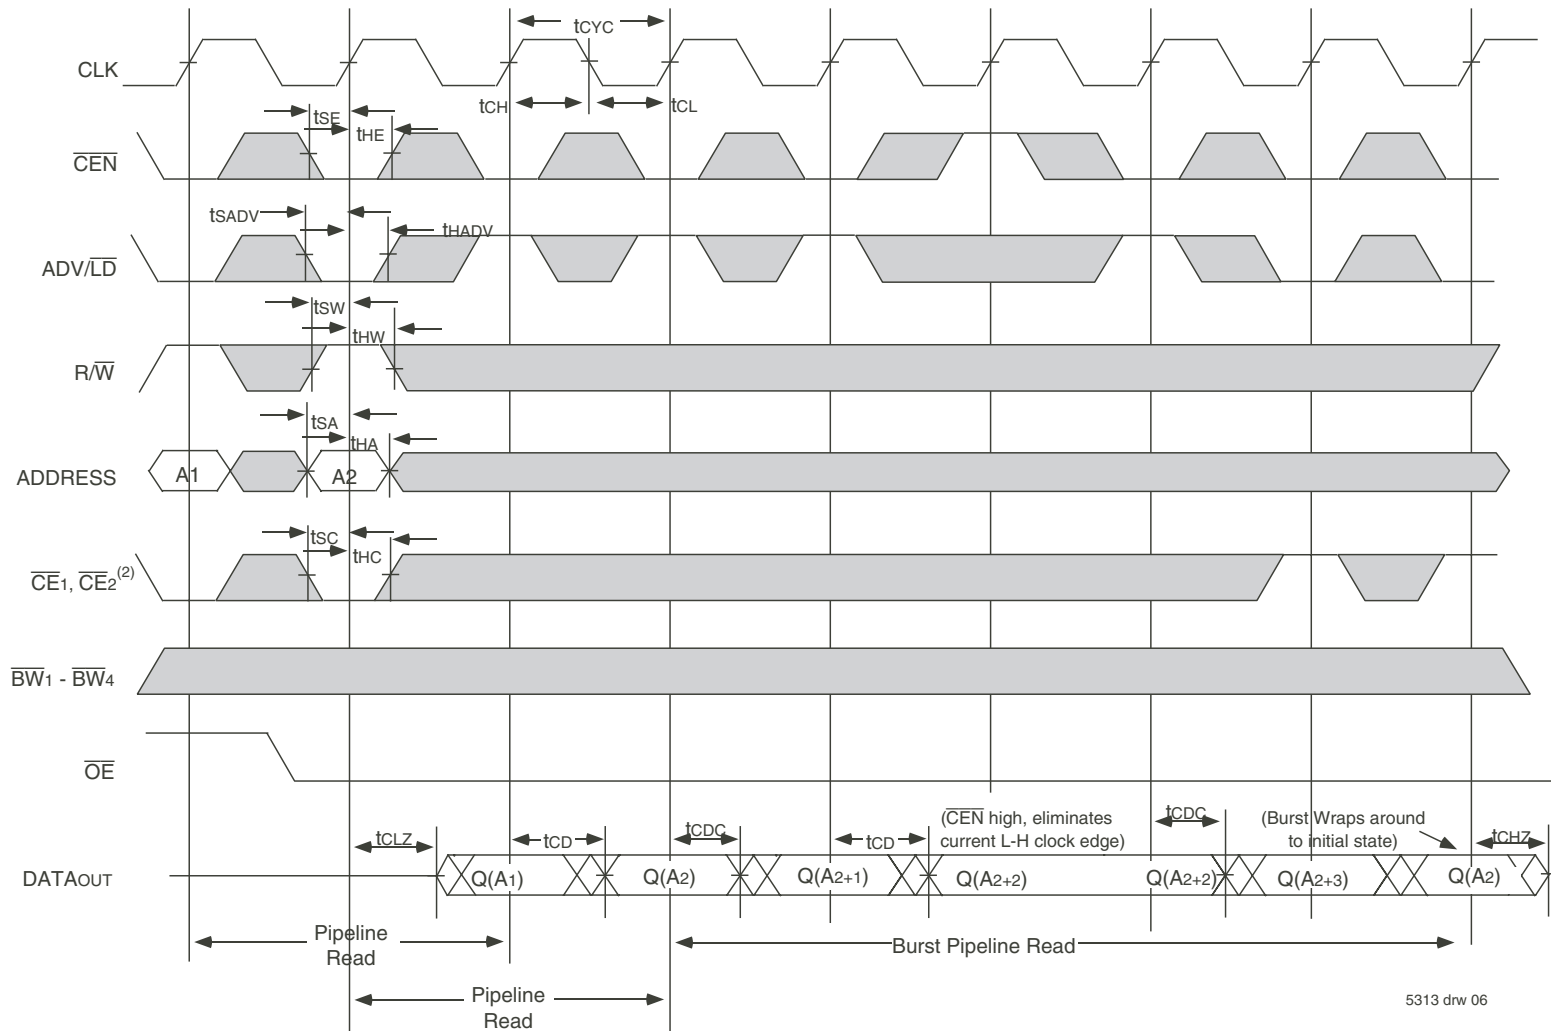 tCYC
CLK
tCH
tCL
tSE
tHE
CEN
tSADV
tHADV
ADV/LD
tSW
tHW
R/W
tSA
tHA
ADDRESS
A1
A2
tSC
tHC
CE1, CE2(2)
BW1 - BW4
OE
(CEN high, eliminates
current L-H clock edge)
(Burst Wraps around
to initial state)
tCLZ
tCD
tCDC
tCD
tCDC
tCHZ
DATAOUT
Q(A1)
Q(A2)
Q(A2+1)
Q(A2+2)
Q(A2+2)
Q(A2+3)
Q(A2)
Pipeline
Read
Burst Pipeline Read
Pipeline
Read
5313 drw 06